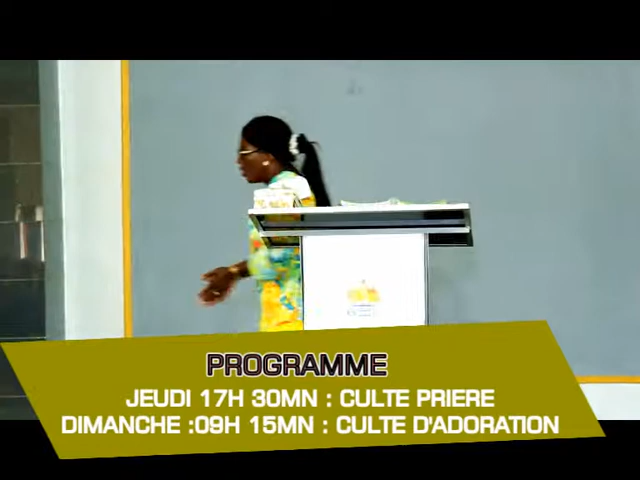 PROGRAMME
JEUDI 17H 30MN : CULTE PRIERE
DIMANCHE :09H 15MN : CULTE D'ADORATION